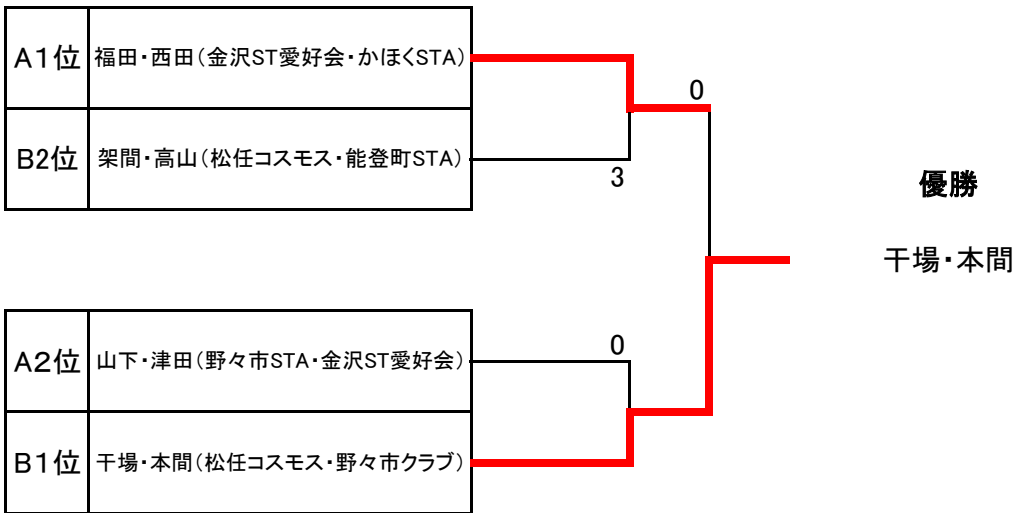 A1位 福田・西田(金沢ST愛好会・かほくSTA)
0
B2位 架間・高山(松任コスモス・能登町STA)
3
優勝
干場・本間
A2位 山下・津田(野々市STA・金沢ST愛好会)
0
B1位 干場・本間(松任コスモス・野々市クラブ)